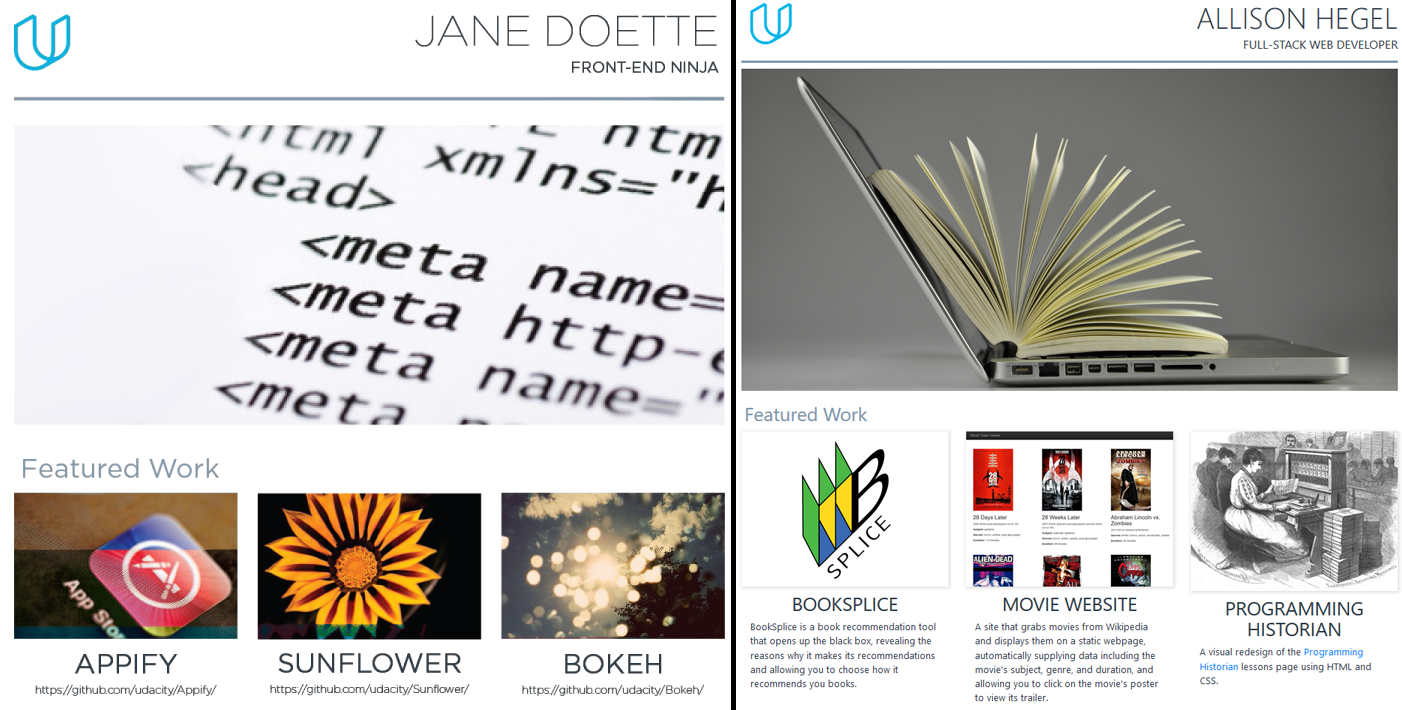 JANE DOETTE
FRONT-END NINJA
<html
<head>
xmlns="h
<meta name=
<meta http-e
<meta name=
<meta
Featured Work
App Sto
APPIFY
https://github.com/udacity/Appify/
SUNFLOWER
https://github.com/udacity/Sunflower/
BOKEH
https://github.com/udacity/Bokeh/
ALLISON HEGEL
FULL-STACK WEB DEVELOPER
Featured Work
B
SPLICE
28 Days Later
28 Weeks Later
Abraham Lincoln vs.
Zombies
ALIEN DEAD
BOOKSPLICE
BookSplice is a book recommendation tool
that opens up the black box, revealing the
reasons why it makes its recommendations
and allowing you to choose how it
recommends you books.
MOVIE WEBSITE
A site that grabs movies from Wikipedia
and displays them on a static webpage,
automatically supplying data including the
movie's subject, genre, and duration, and
allowing you to click on the movie's poster
to view its trailer.
PROGRAMMING
HISTORIAN
A visual redesign of the Programming
Historian lessons page using HTML and
CSS.